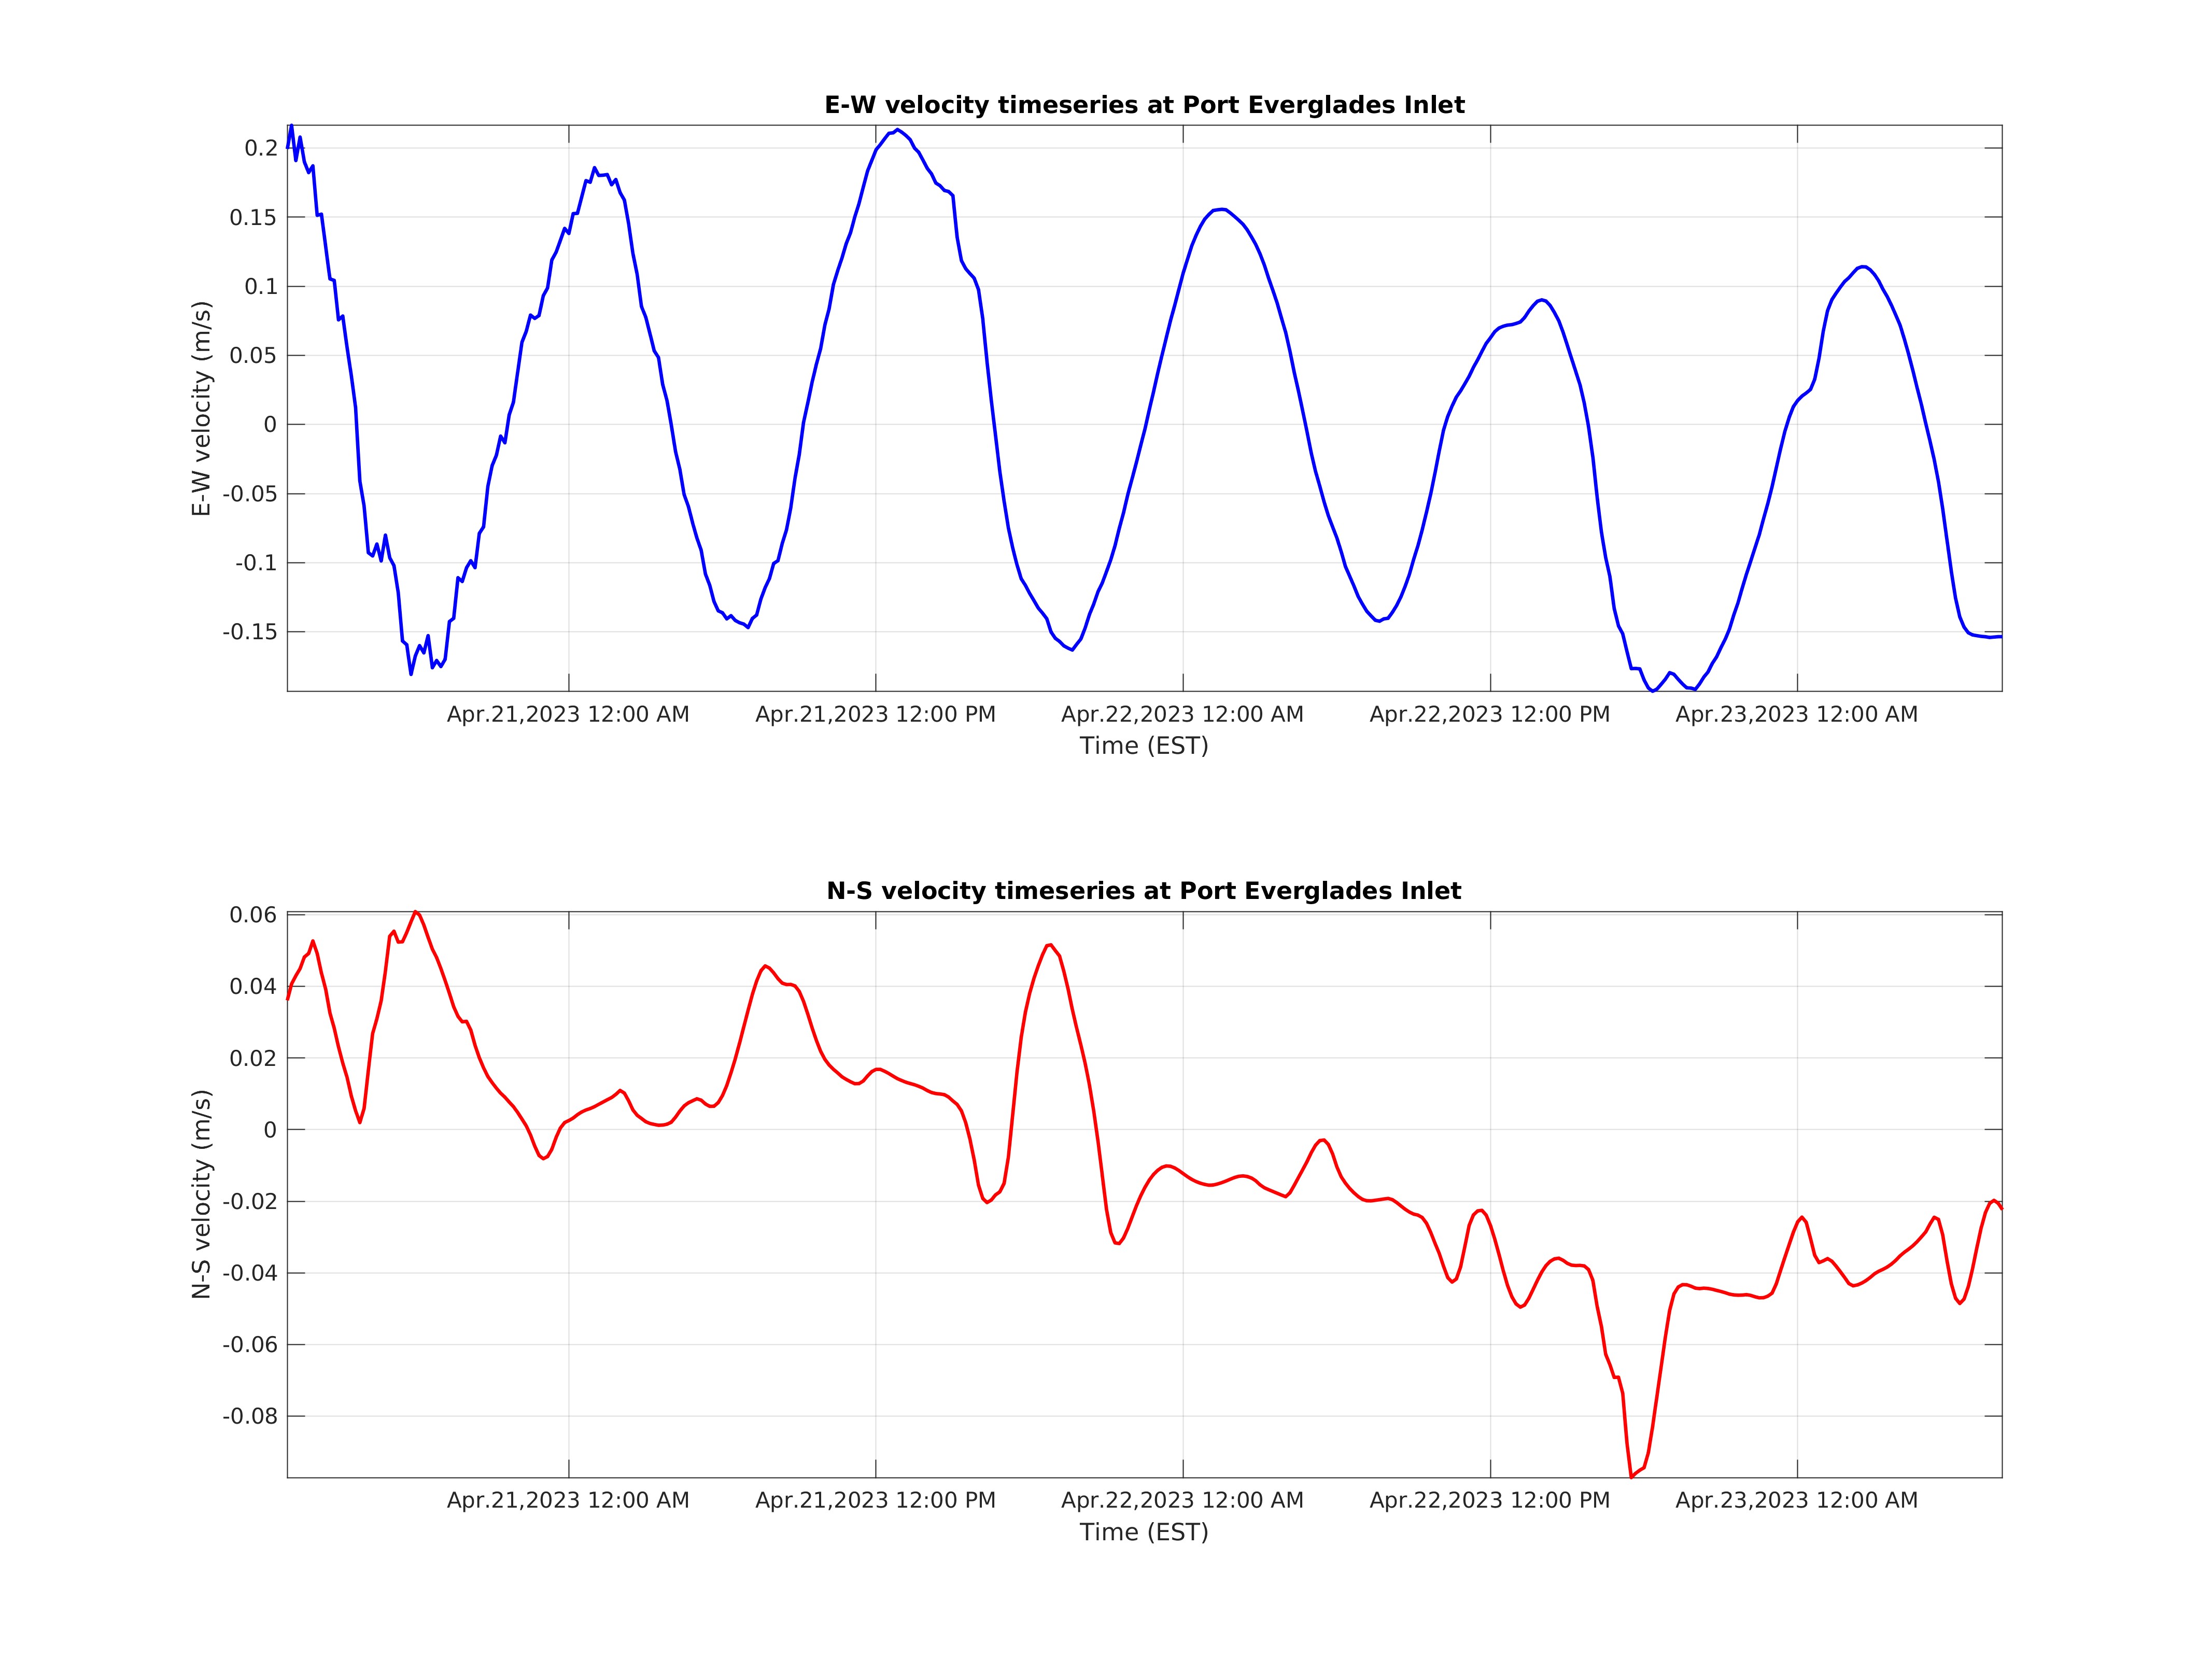 E-W velocity timeseries at Port Everglades Inlet
E-W velocity (m/s)
0.2
0.15
0.1
0.05
0
-0.05
-0.1
-0.15
Apr.21,2023 12:00 AM
Apr.21,2023 12:00 PM
Apr.22,2023 12:00 AM
Apr.22,2023 12:00 PM
Apr.23,2023 12:00 AM
Time (EST)
N-S velocity timeseries at Port Everglades Inlet
N-S velocity (m/s)
0.06
0.04
0.02
0
-0.02
-0.04
-0.06
-0.08
Apr.21,2023 12:00 AM
Apr.21,2023 12:00 PM
Apr.22,2023 12:00 AM
Apr.22,2023 12:00 PM
Apr.23,2023 12:00 AM
Time (EST)